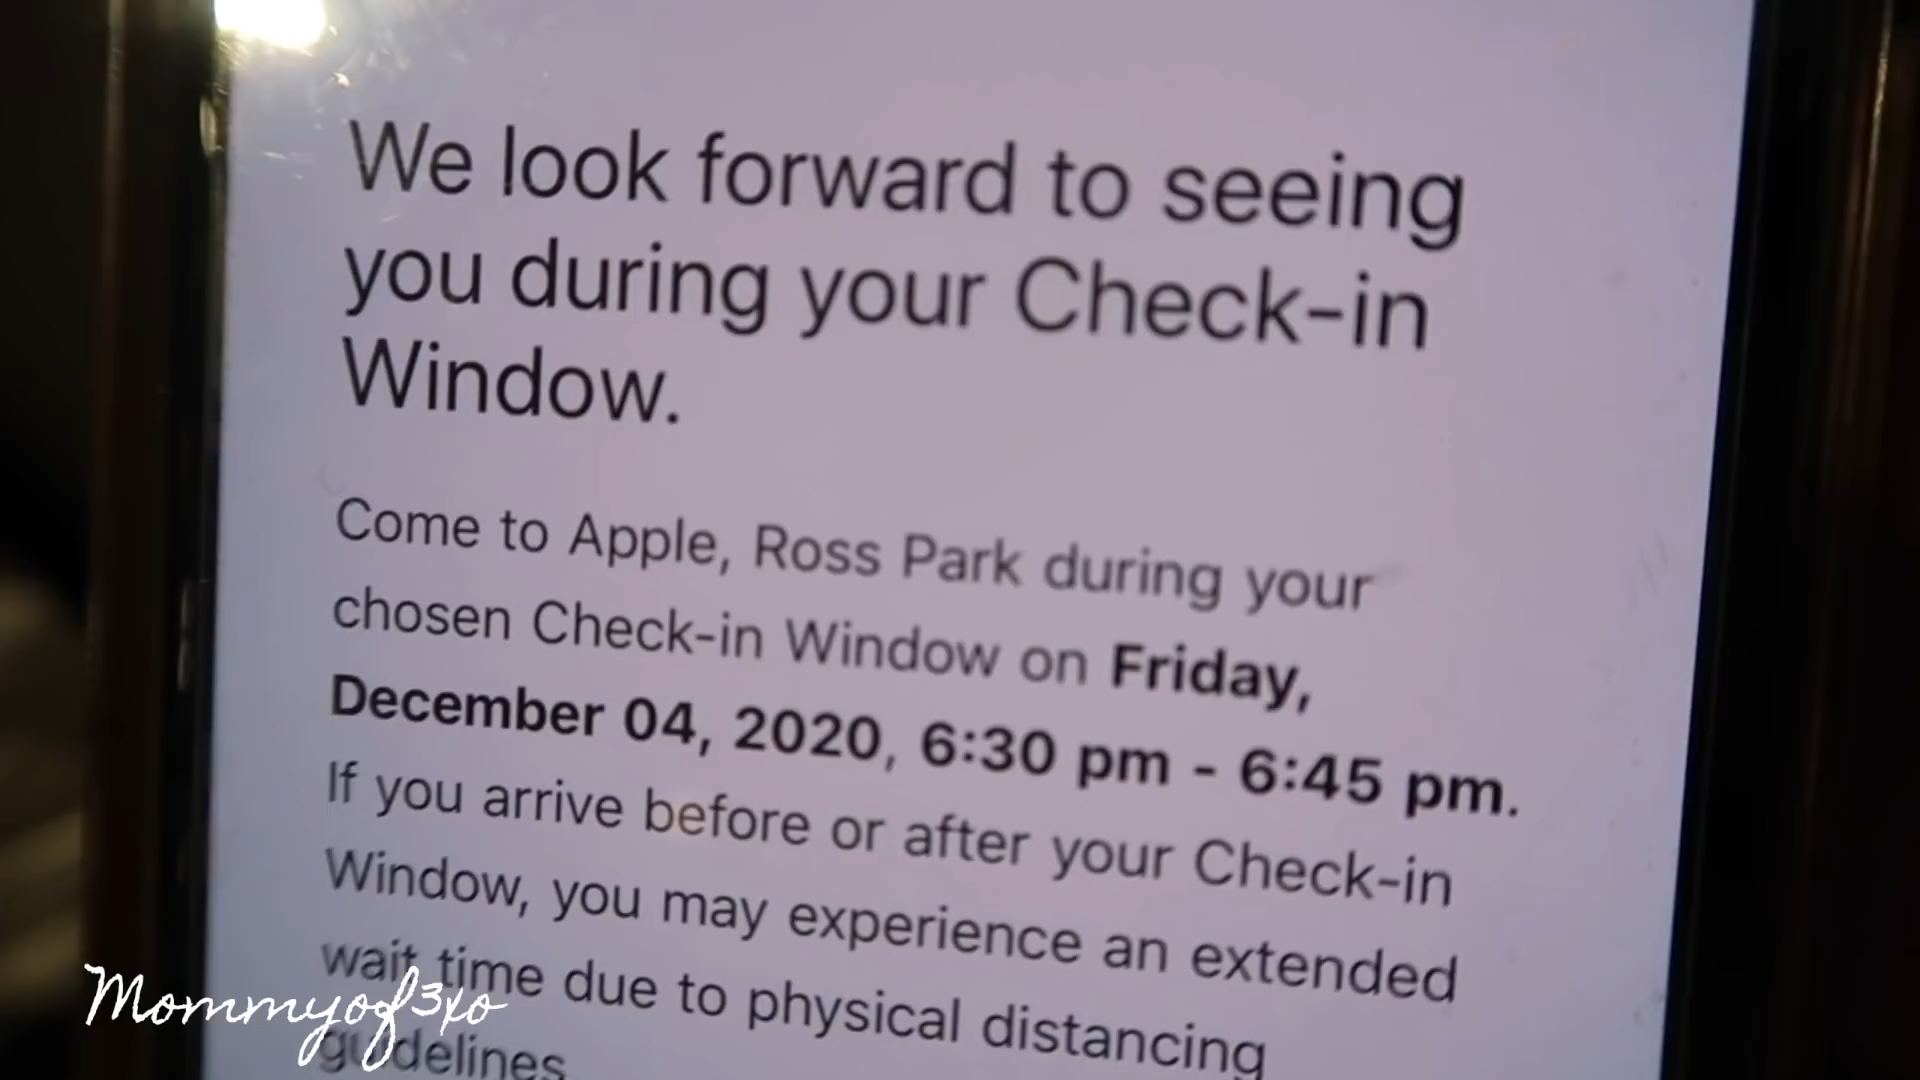 We look forward to seeing
you during your Check-in
Window.
Come to Apple, Ross Park during your
chosen Check-in Window on Friday,
December 04, 2020, 6:30 pm - 6:45 pm.
If you arrive before or after your Check-in
Window, you may experience an extended
wait time due to physical distancing
guidelines
Mommyof3xo